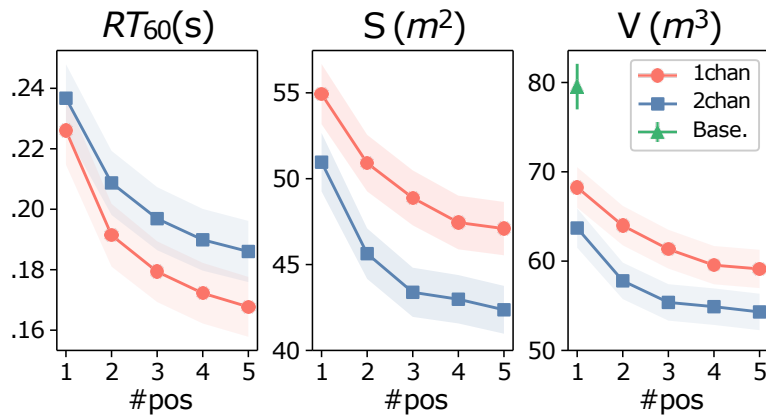 RT60(s)
.24
.22
.20
.18
.16
1 2 3 4 5
#pos
S (m²)
55
50
45
40
1 2 3 4 5
#pos
V (m³)
80
70
60
50
1 2 3 4 5
#pos
1chan
2chan
Base.